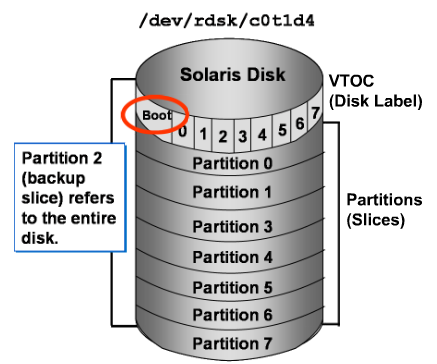 /dev/rdsk/c0t1d4
Solaris Disk
VTOC
(Disk Label)
Boot 0 1 2 3 4 5 6 7
Partition 2
(backup
slice) refers
to the entire
disk.
Partition 0
Partition 1
Partition 3
Partition 4
Partition 5
Partition 6
Partition 7
Partitions
(Slices)